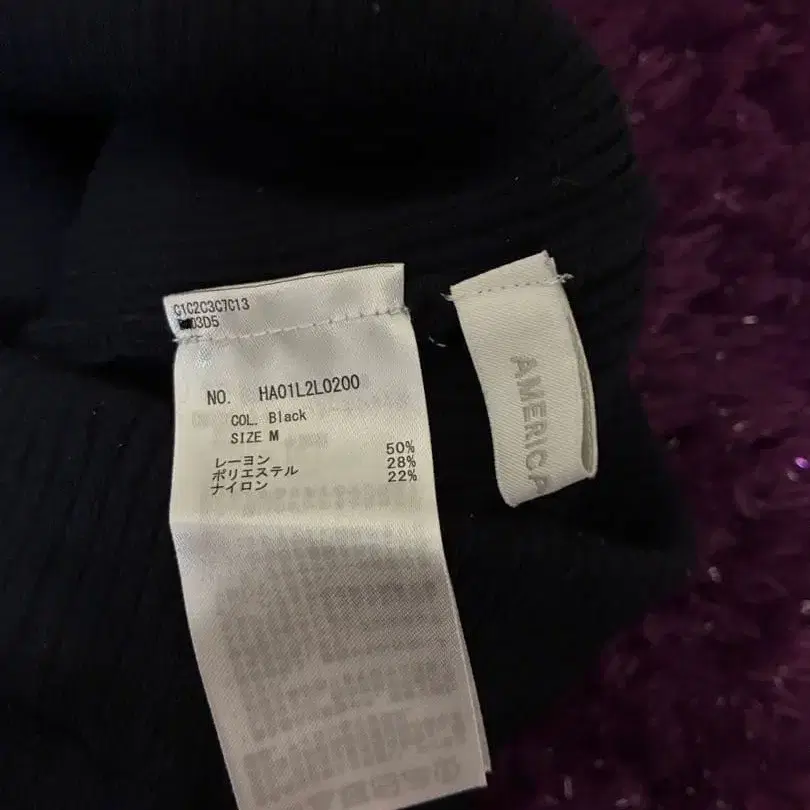 C1C2C3C7C13
03D5
NO. HA01L2L0200
COL. Black
SIZE M
レーヨン 50%
ポリエステル 28%
ナイロン 22%
AMERICA